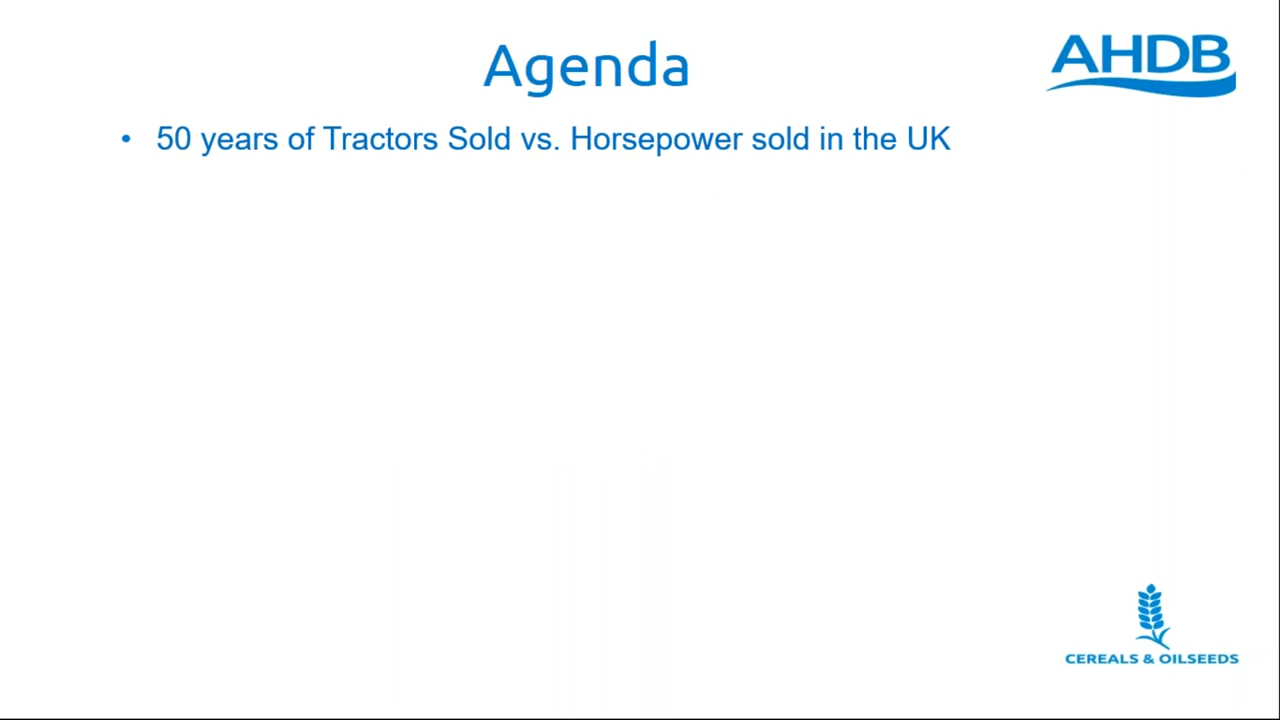 Agenda
AHDB
• 50 years of Tractors Sold vs. Horsepower sold in the UK
CEREALS & OILSEEDS